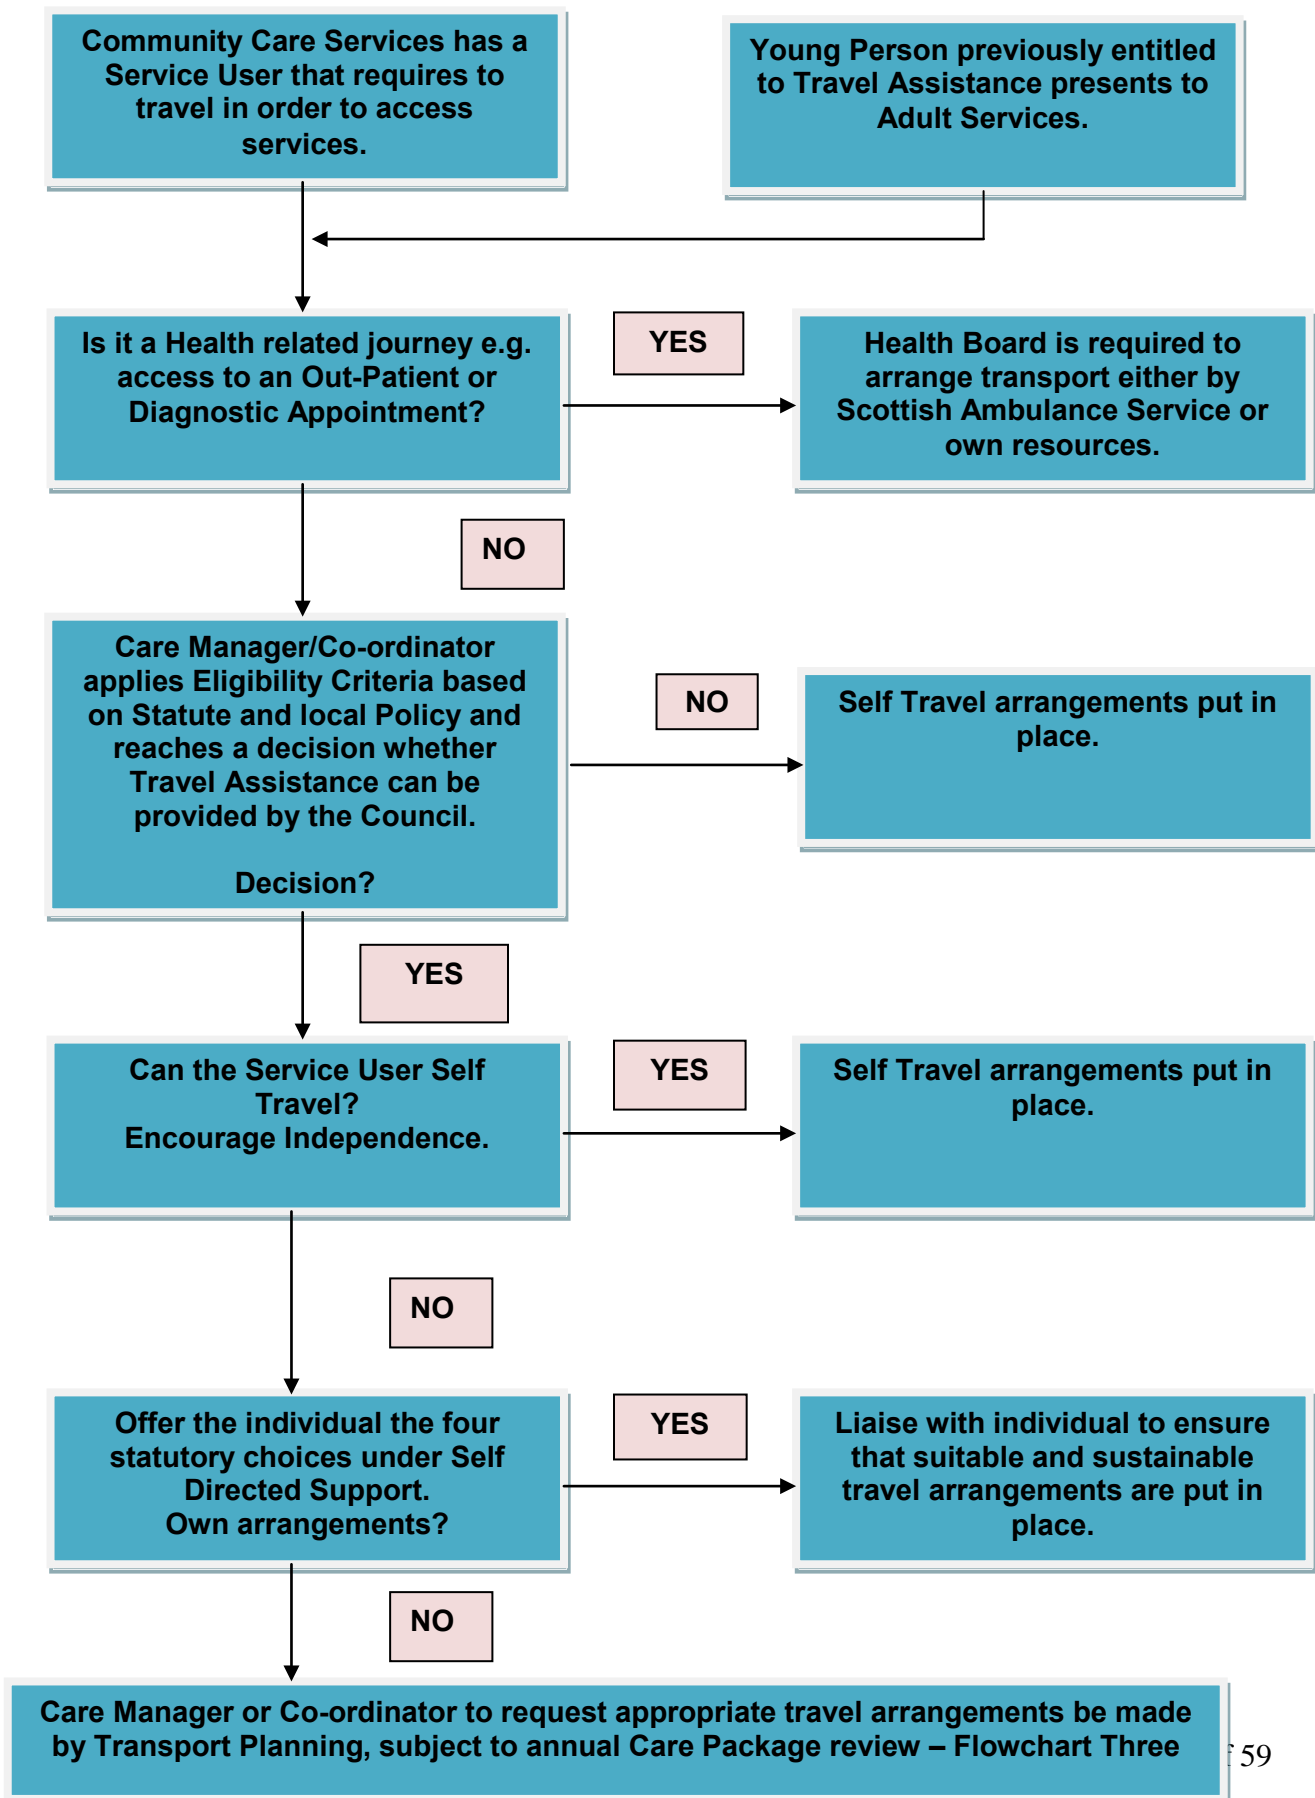 Community Care Services has a
Service User that requires to
travel in order to access
services.
Young Person previously entitled
to Travel Assistance presents to
Adult Services.
Is it a Health related journey e.g.
access to an Out-Patient or
Diagnostic Appointment?
YES
Health Board is required to
arrange transport either by
Scottish Ambulance Service or
own resources.
NO
Care Manager/Co-ordinator
applies Eligibility Criteria based
on Statute and local Policy and
reaches a decision whether
Travel Assistance can be
provided by the Council.
Decision?
NO
Self Travel arrangements put in
place.
YES
Can the Service User Self
Travel?
Encourage Independence.
YES
Self Travel arrangements put in
place.
NO
Offer the individual the four
statutory choices under Self
Directed Support.
Own arrangements?
YES
Liaise with individual to ensure
that suitable and sustainable
travel arrangements are put in
place.
NO
Care Manager or Co-ordinator to request appropriate travel arrangements be made
by Transport Planning, subject to annual Care Package review – Flowchart Three
59